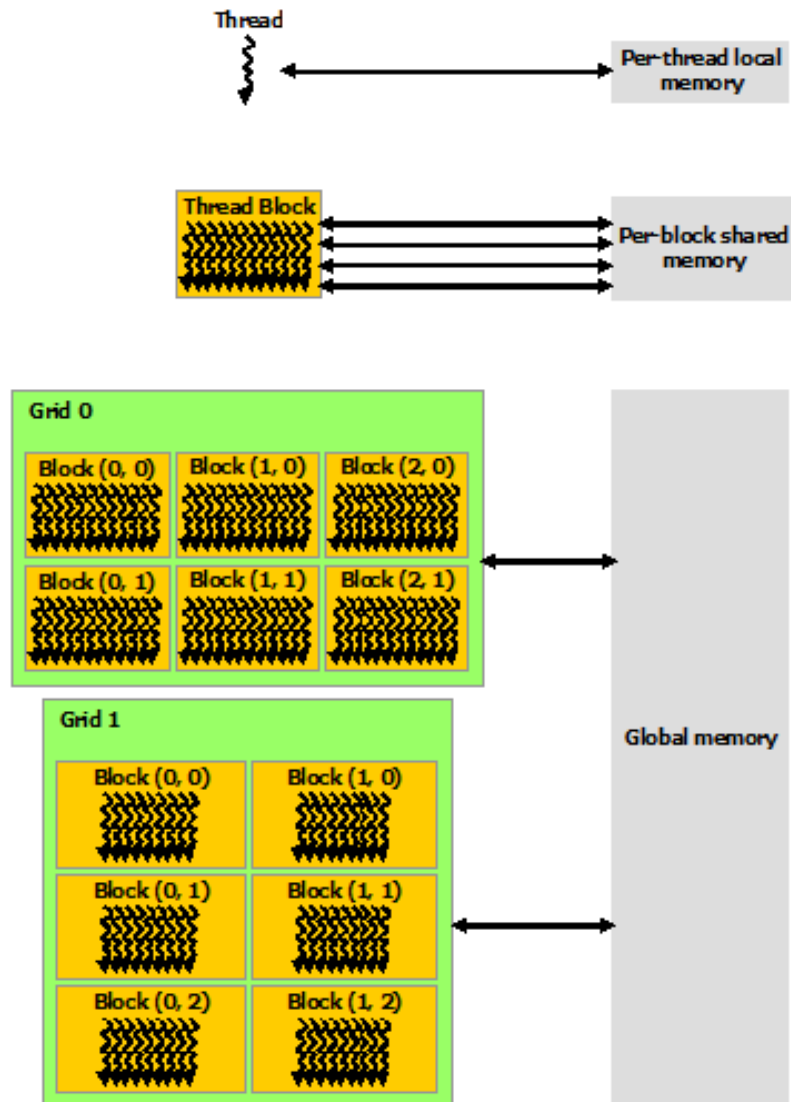 Thread
Per-thread local
memory
Thread Block
Per-block shared
memory
Grid 0
Block (0, 0)
Block (1, 0)
Block (2, 0)
Block (0, 1)
Block (1, 1)
Block (2, 1)
Grid 1
Global memory
Block (0, 0)
Block (1, 0)
Block (0, 1)
Block (1, 1)
Block (0, 2)
Block (1, 2)